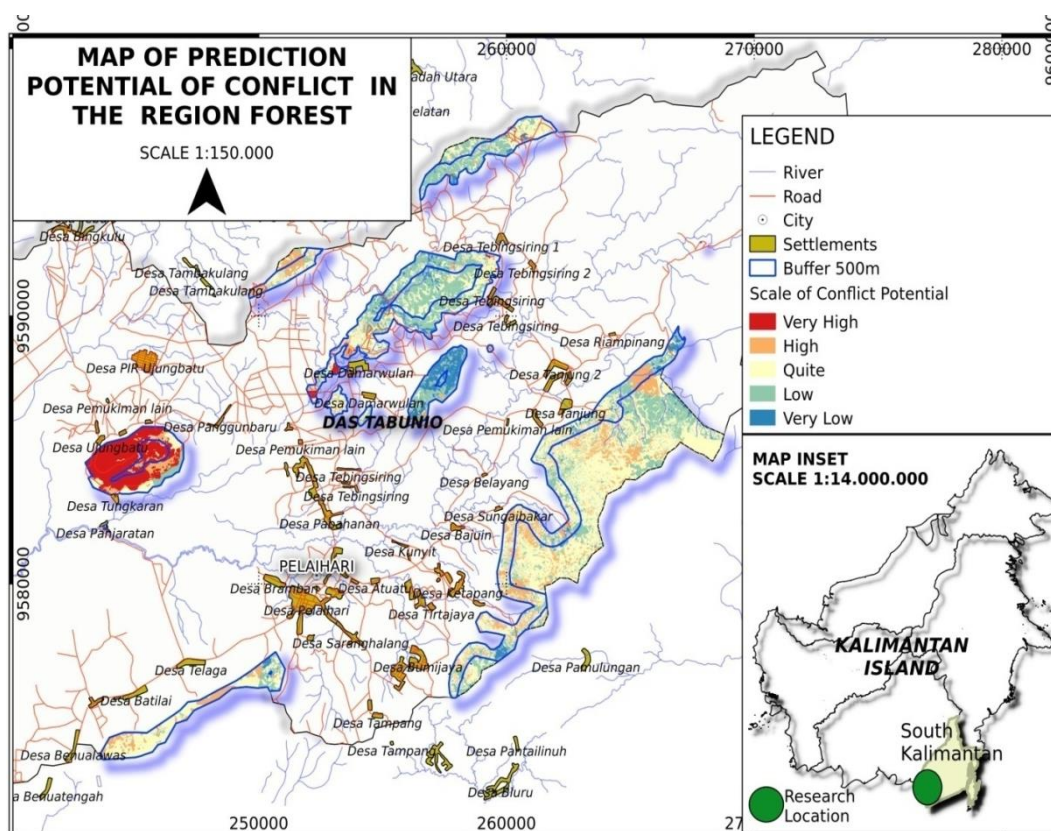 260000
270000
280000
9600000
MAP OF PREDICTION
POTENTIAL OF CONFLICT IN
THE REGION FOREST
SCALE 1:150.000
adah Utara
elatan
Desa Bingkulu
Desa Tambakulang
Desa Tambakulang
Desa Tebingsiring 1
Desa Tebingsiring 2
Desa Tebingsiring
Desa Tebingsiring
Desa Riampinang
9590000
Desa PIR Ujungbatu
Desa Damarwulan
Desa Tanjung 2
Desa Pemukiman lain
Desa Damarwulan
Desa Tanjung
Desa Panggunbaru
DAS TABUNIO
Desa Pemukiman lain
Desa Ujungbatu
Desa Pemukiman lain
Desa Tebingsiring
Desa Belayang
Desa Tebingsiring
Desa Tungkaran
Desa Pabahanan
Desa Sungaibakar
Desa Panjaratan
Desa Bajuin
Desa Kunyit
PELAIHARI
9580000
Desa Bramban
Desa Atuatu
Desa Ketapang
Desa Pelaihari
Desa Tirtajaya
Desa Saranghalang
Desa Telaga
Desa Bumijaya
Desa Pamulungan
Desa Batilai
Desa Tampang
Desa Benualawas
Desa Tampang
Desa Pantailinuh
a Benuatengah
Desa Bluru
250000
260000
27
LEGEND
River
Road
City
Settlements
Buffer 500m
Scale of Conflict Potential
Very High
High
Quite
Low
Very Low
MAP INSET
SCALE 1:14.000.000
KALIMANTAN
ISLAND
South
Kalimantan
Research
Location